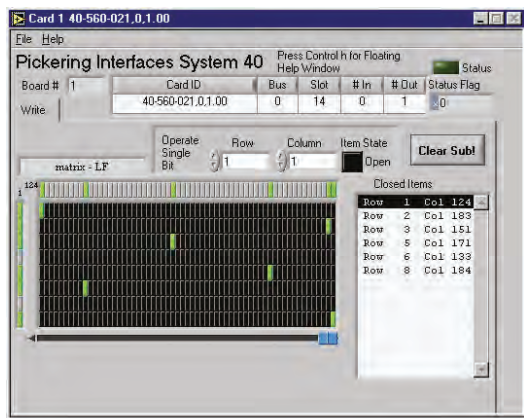 Card 1 40-560-021,0,1.00
File Help
Pickering Interfaces System 40
Press Control h for Floating
Help Window
Status
Board # 1
Card ID Bus Slot # In # Out Status Flag
40-560-021,0,1.00 0 14 0 1 0
Write
Operate
Single
Bit
Row Column Item State
1 1 Open
Clear Sub!
matrix - LF
Closed Items
1 124
Row 1 Col 124
Row 2 Col 183
Row 3 Col 151
Row 5 Col 171
Row 6 Col 133
Row 8 Col 184